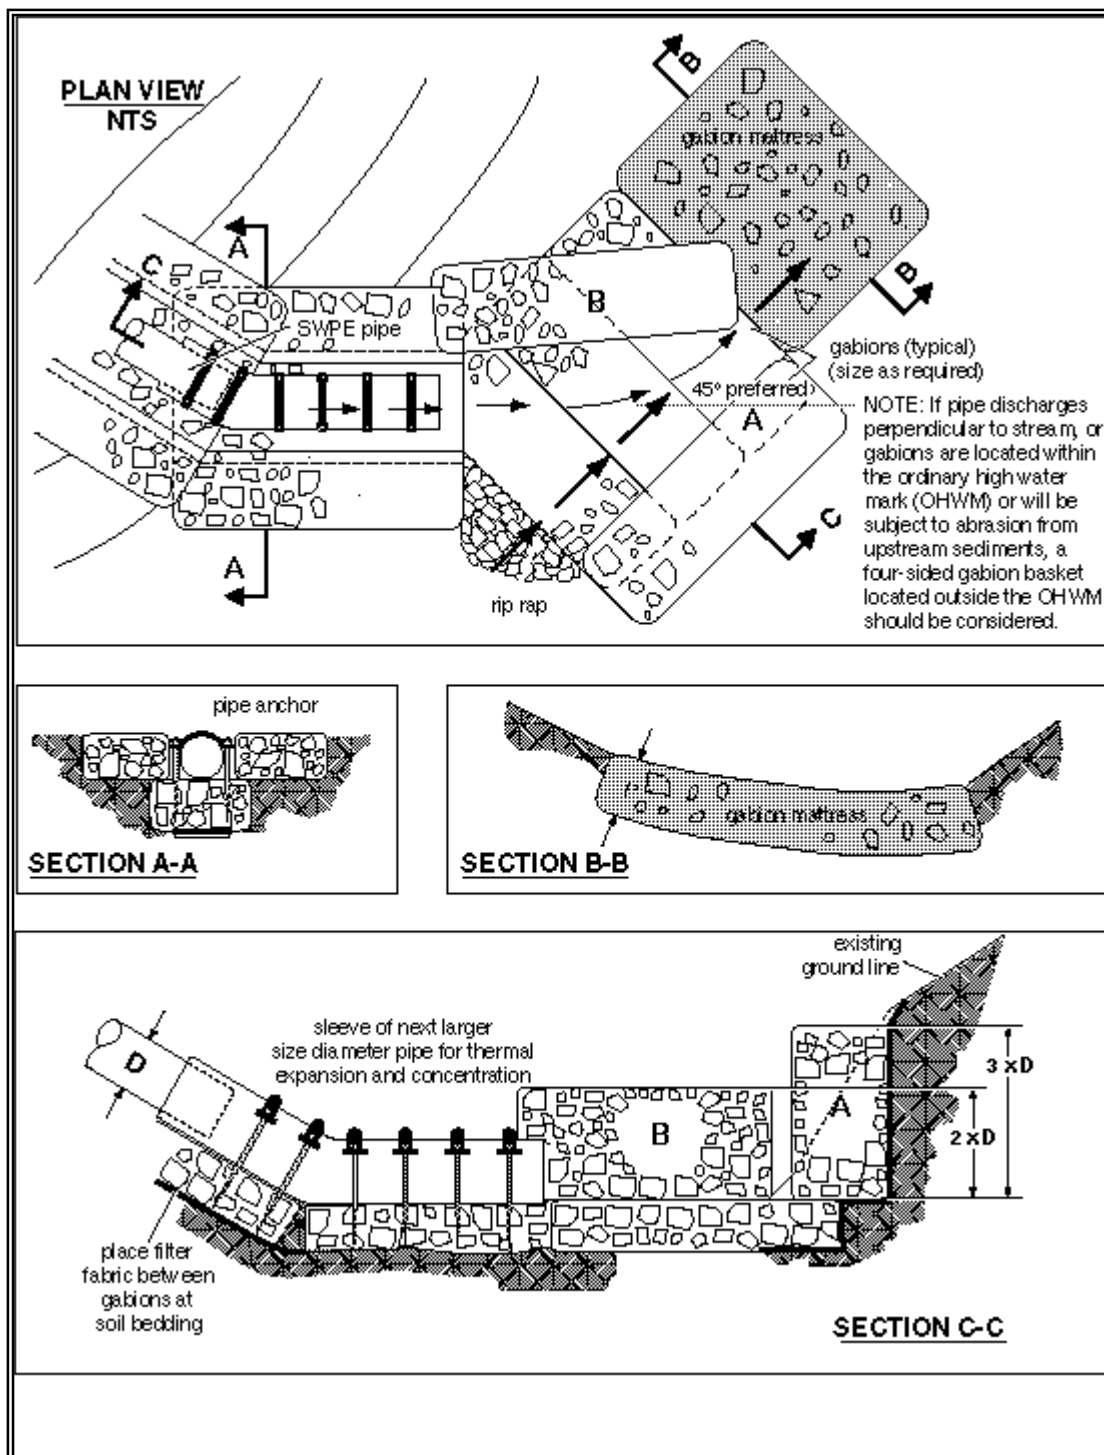 PLAN VIEW
NTS
B
D
gabion mattress
A
C
B
B
SWPE pipe
gabions (typical)
(size as required)
45° preferred
A
NOTE: If pipe discharges
perpendicular to stream, or
gabions are located within
the ordinary high water
mark (OHWM) or will be
subject to abrasion from
upstream sediments, a
four-sided gabion basket
located outside the OHWM
should be considered.
C
A
rip rap
pipe anchor
SECTION A-A
gabion mattress
SECTION B-B
existing
ground line
sleeve of next larger
size diameter pipe for thermal
expansion and concentration
D
3 x D
A
B
2 x D
place filter
fabric between
gabions at
soil bedding
SECTION C-C